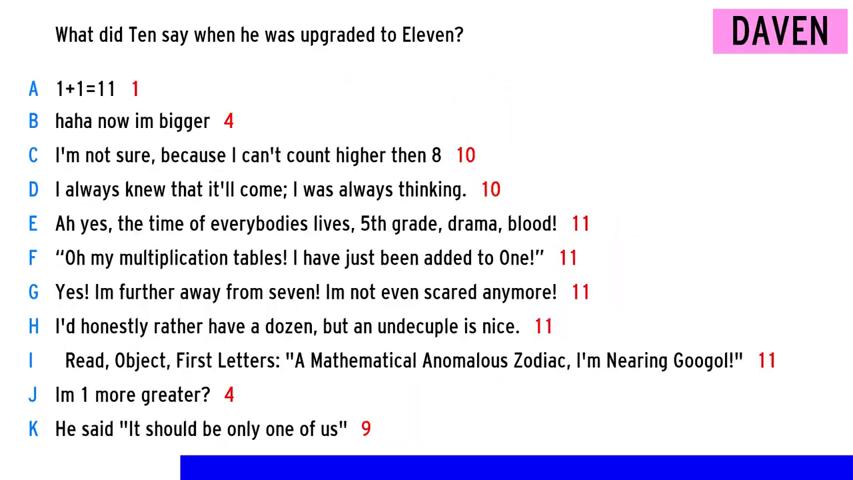 What did Ten say when he was upgraded to Eleven?
DAVEN
A 1+1=11 1
B haha now im bigger 4
C I'm not sure, because I can't count higher then 8 10
D I always knew that it'll come; I was always thinking. 10
E Ah yes, the time of everybodies lives, 5th grade, drama, blood! 11
F “Oh my multiplication tables! I have just been added to One!” 11
G Yes! Im further away from seven! Im not even scared anymore! 11
H I'd honestly rather have a dozen, but an undecuple is nice. 11
I Read, Object, First Letters: "A Mathematical Anomalous Zodiac, I'm Nearing Googol!" 11
J Im 1 more greater? 4
K He said "It should be only one of us" 9